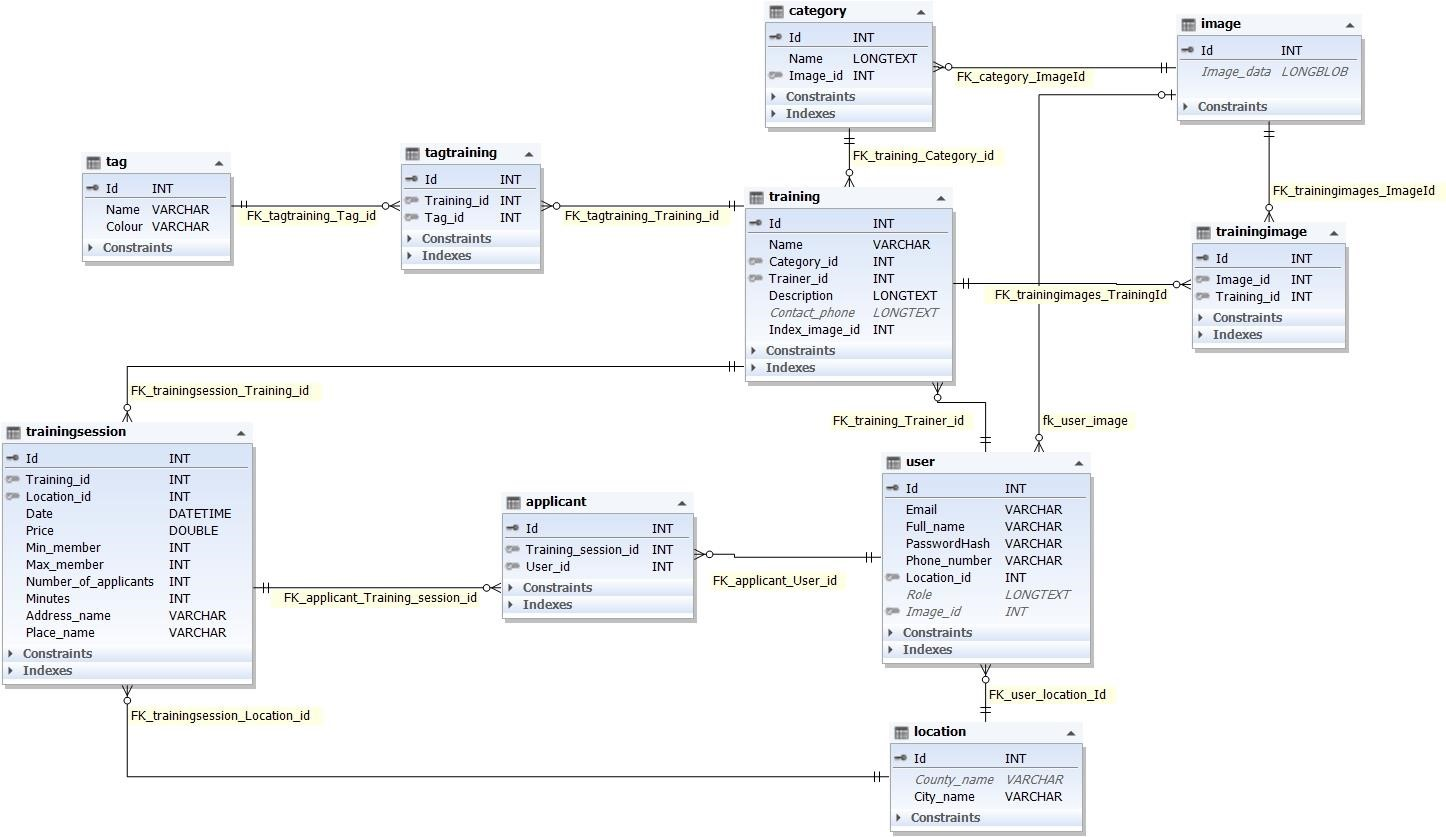 category
Id INT
Name LONGTEXT
Image_id INT
Constraints
Indexes
image
Id INT
Image_data LONGBLOB
Constraints
FK_category_ImageId
FK_training_Category_id
FK_trainingimages_ImageId
tag
Id INT
Name VARCHAR
Colour VARCHAR
Constraints
FK_tagtraining_Tag_id
tagtraining
Id INT
Training_id INT
Tag_id INT
Constraints
Indexes
FK_tagtraining_Training_id
training
Id INT
Name VARCHAR
Category_id INT
Trainer_id INT
Description LONGTEXT
Contact_phone LONGTEXT
Index_image_id INT
Constraints
Indexes
FK_trainingimages_TrainingId
trainingimage
Id INT
Image_id INT
Training_id INT
Constraints
Indexes
FK_trainingsession_Training_id
FK_training_Trainer_id
fk_user_image
trainingsession
Id INT
Training_id INT
Location_id INT
Date DATETIME
Price DOUBLE
Min_member INT
Max_member INT
Number_of_applicants INT
Minutes INT
Address_name VARCHAR
Place_name VARCHAR
Constraints
Indexes
FK_applicant_Training_session_id
applicant
Id INT
Training_session_id INT
User_id INT
Constraints
Indexes
FK_applicant_User_id
user
Id INT
Email VARCHAR
Full_name VARCHAR
PasswordHash VARCHAR
Phone_number VARCHAR
Location_id INT
Role LONGTEXT
Image_id INT
Constraints
Indexes
FK_user_location_Id
FK_trainingsession_Location_id
location
Id INT
County_name VARCHAR
City_name VARCHAR
Constraints